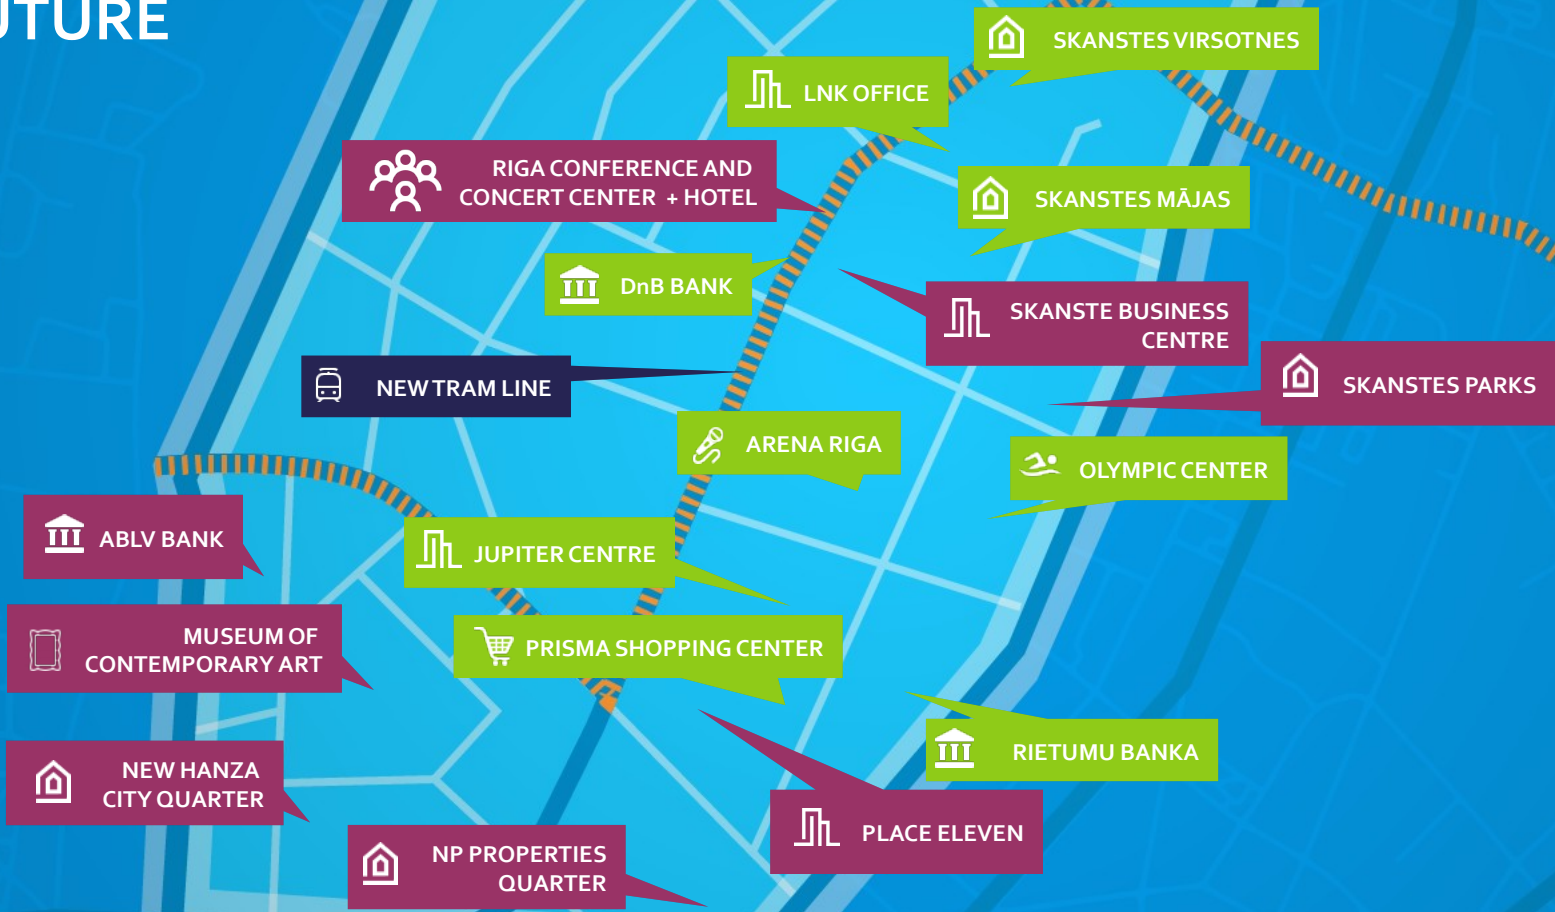 SKANSTES VIRSOTNES
LNK OFFICE
RIGA CONFERENCE AND
CONCERT CENTER + HOTEL
SKANSTES MĀJAS
DnB BANK
SKANSTE BUSINESS
CENTRE
NEW TRAM LINE
SKANSTES PARKS
ARENA RIGA
OLYMPIC CENTER
ABLV BANK
JUPITER CENTRE
MUSEUM OF
CONTEMPORARY ART
PRISMA SHOPPING CENTER
RIETUMU BANKA
NEW HANZA
CITY QUARTER
PLACE ELEVEN
NP PROPERTIES
QUARTER